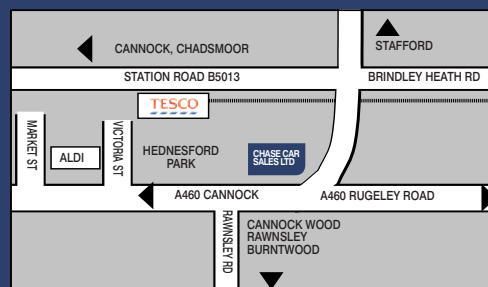 CANNOCK, CHADSMOOR
STAFFORD
STATION ROAD B5013
BRINDLEY HEATH RD
TESCO
MARKET ST
ALDI
VICTORIA ST
HEDNESFORD
PARK
CHASE CAR
SALES LTD
A460 CANNOCK
A460 RUGELEY ROAD
RAWNSLEY RD
CANNOCK WOOD
RAWNSLEY
BURNTWOOD